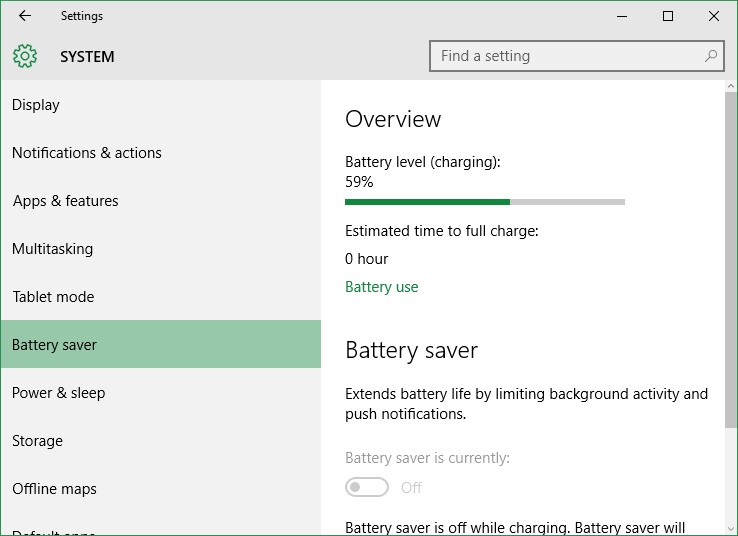 Settings
SYSTEM
Find a setting
Display
Notifications & actions
Apps & features
Multitasking
Tablet mode
Battery saver
Power & sleep
Storage
Offline maps
Default apps
Overview
Battery level (charging):
59%
Estimated time to full charge:
0 hour
Battery use
Battery saver
Extends battery life by limiting background activity and
push notifications.
Battery saver is currently:
Off
Battery saver is off while charging. Battery saver will